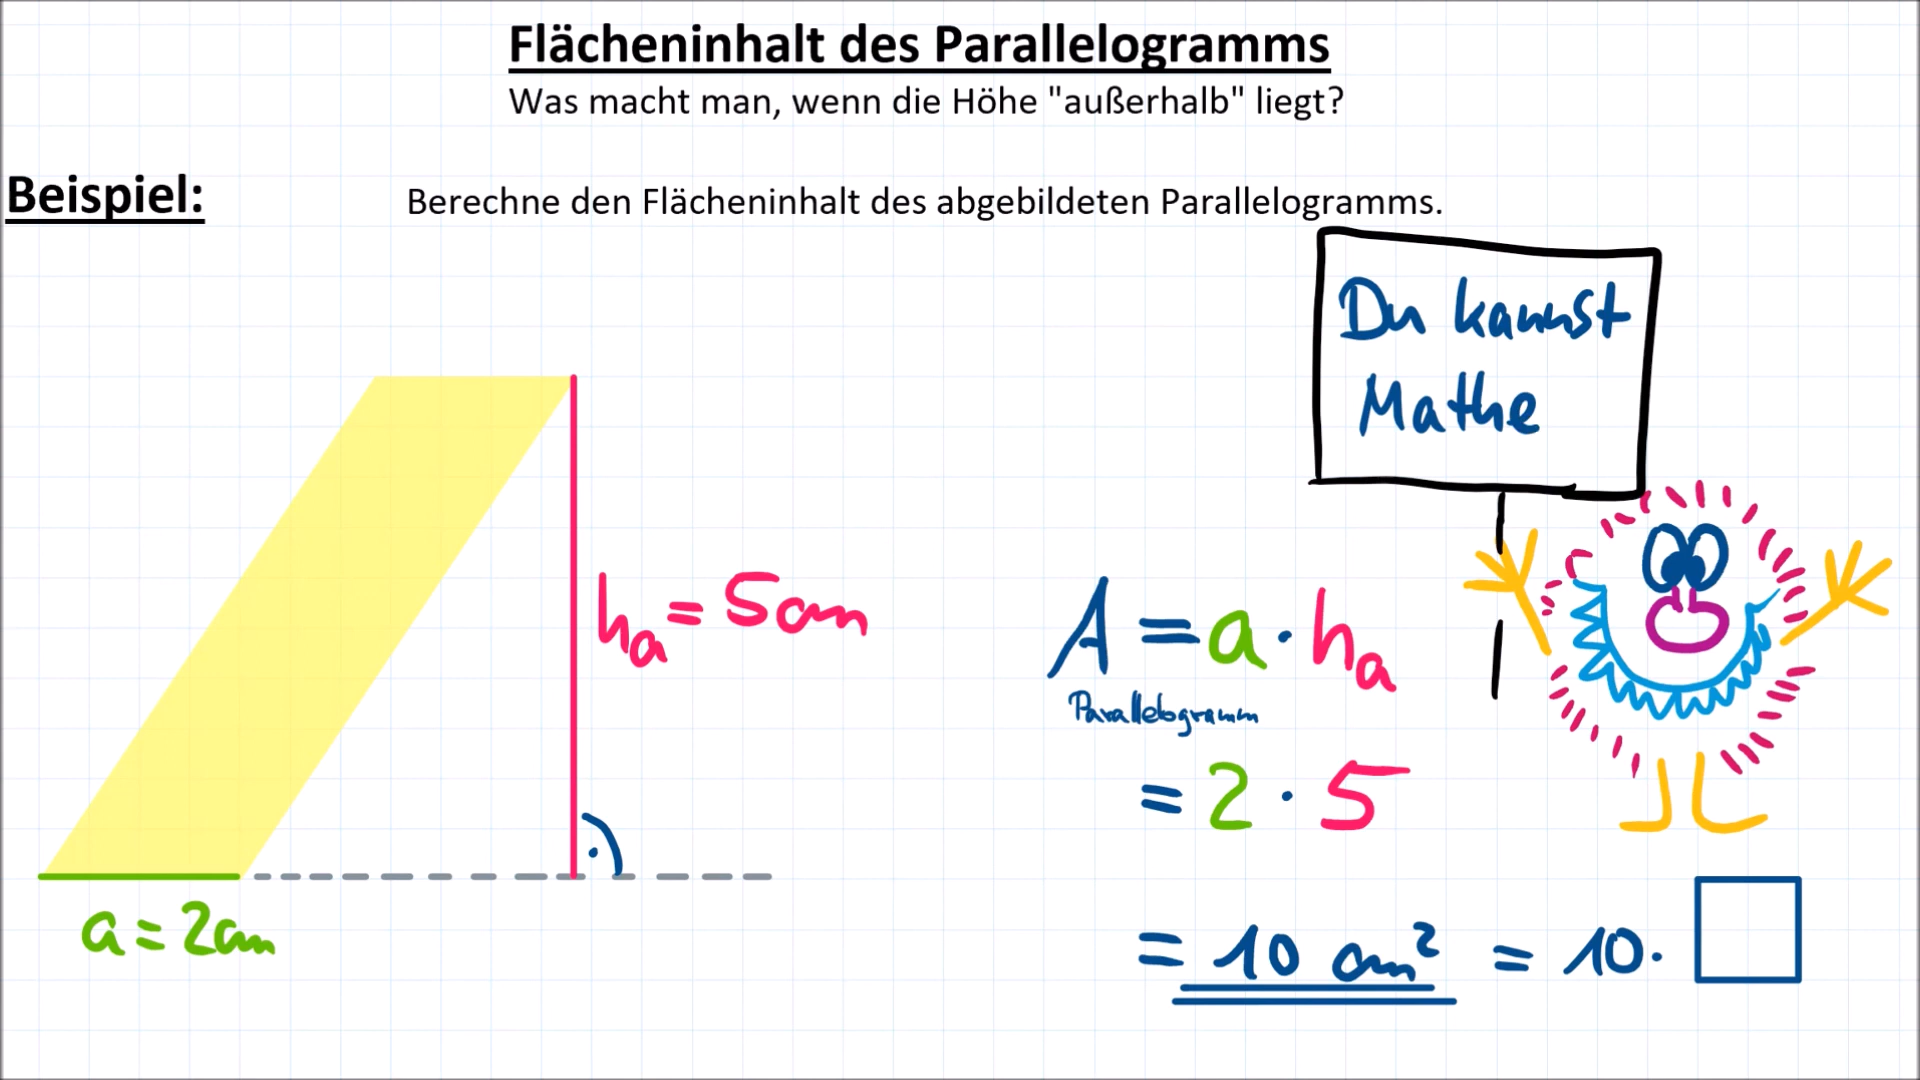 Flächeninhalt des Parallelogramms
Was macht man, wenn die Höhe "außerhalb" liegt?
Beispiel:
Berechne den Flächeninhalt des abgebildeten Parallelogramms.
Du kannst
Mathe
hₐ = 5cm
A = a · hₐ
Parallelogramm
= 2 · 5
a = 2cm
= 10 cm² = 10 ·